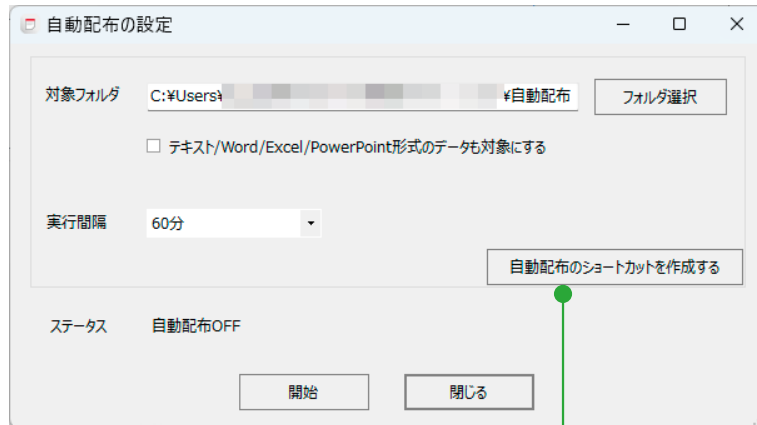 自動配布の設定
対象フォルダ C:¥Users¥ ¥自動配布 フォルダ選択
テキスト/Word/Excel/PowerPoint形式のデータも対象にする
実行間隔 60分
自動配布のショートカットを作成する
ステータス 自動配布OFF
開始 閉じる